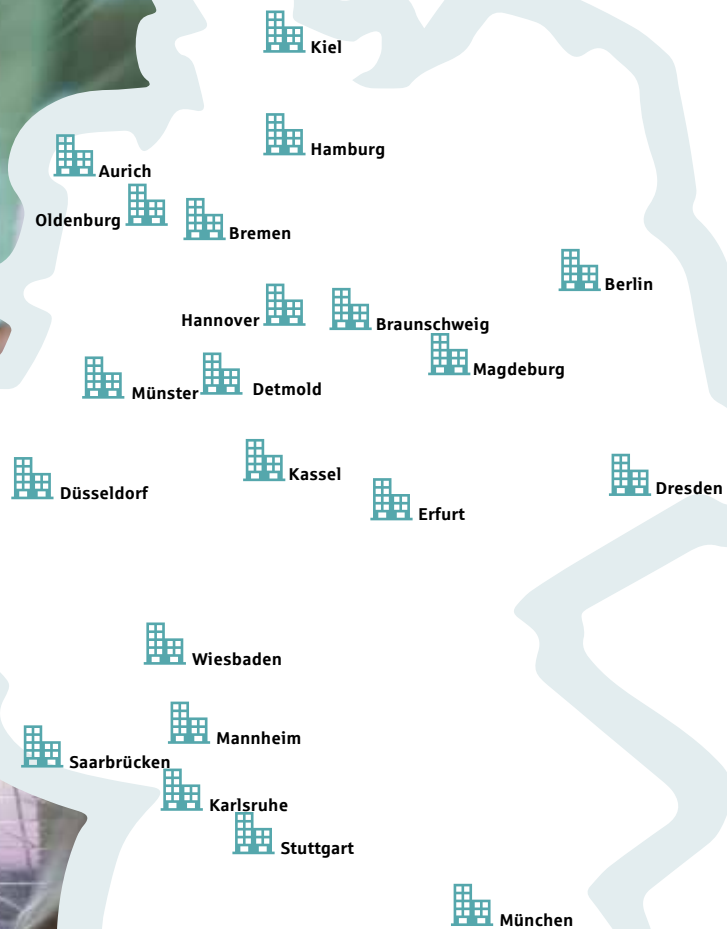 Kiel
Hamburg
Aurich
Oldenburg
Bremen
Berlin
Hannover
Braunschweig
Magdeburg
Münster
Detmold
Kassel
Düsseldorf
Dresden
Erfurt
Wiesbaden
Mannheim
Saarbrücken
Karlsruhe
Stuttgart
München